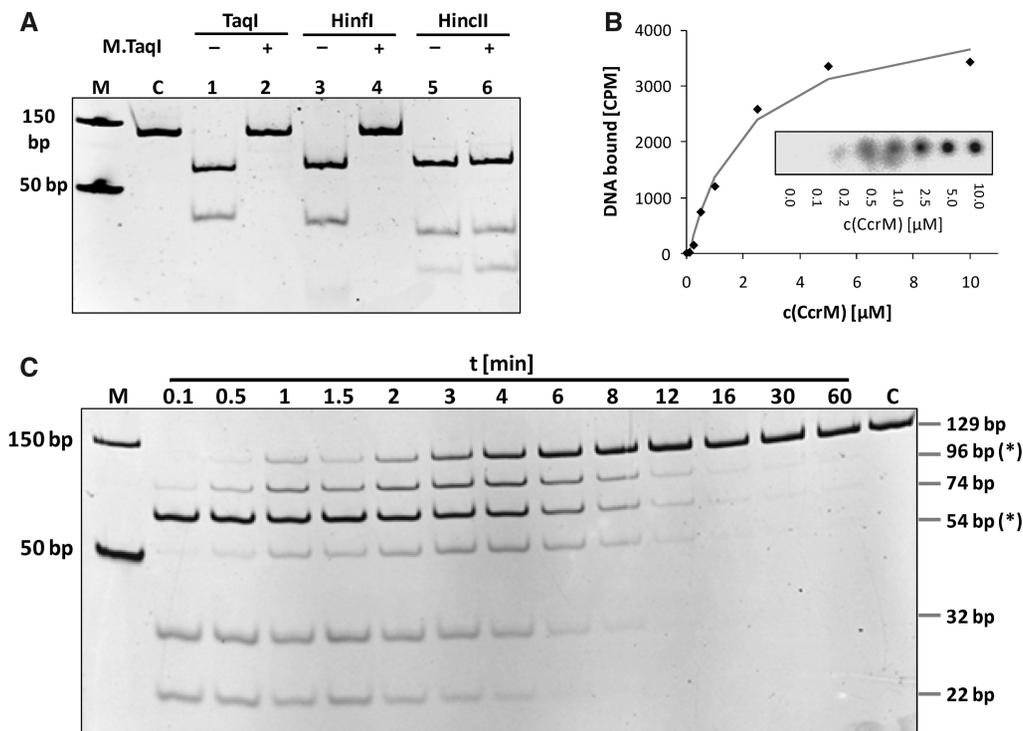 A
TaqI HinfI HincII
M.TaqI – + – + – +
M C 1 2 3 4 5 6
150
bp
50 bp
B
4000
3000
2000
1000
0
DNA bound [CPM]
0.0 0.1 0.2 0.5 1.0 2.5 5.0 10.0
c(CcrM) [µM]
0 2 4 6 8 10
c(CcrM) [µM]
C
t [min]
M 0.1 0.5 1 1.5 2 3 4 6 8 12 16 30 60 C
150 bp
50 bp
129 bp
96 bp (*)
74 bp
54 bp (*)
32 bp
22 bp